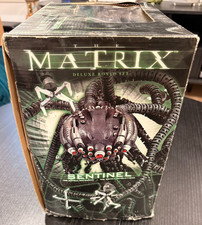 THE
MATRIX
DELUXE BOXED SET
SENTINEL